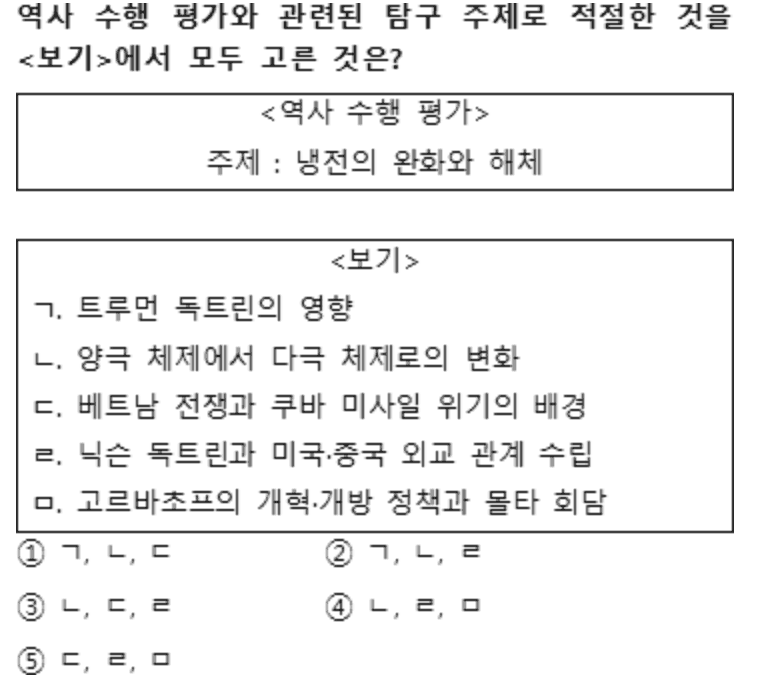 역사 수행 평가와 관련된 탐구 주제로 적절한 것을
<보기>에서 모두 고른 것은?
<역사 수행 평가>
주제 : 냉전의 완화와 해체
<보기>
ㄱ. 트루먼 독트린의 영향
ㄴ. 양극 체제에서 다극 체제로의 변화
ㄷ. 베트남 전쟁과 쿠바 미사일 위기의 배경
ㄹ. 닉슨 독트린과 미국·중국 외교 관계 수립
ㅁ. 고르바초프의 개혁·개방 정책과 몰타 회담
① ㄱ, ㄴ, ㄷ ② ㄱ, ㄴ, ㄹ
③ ㄴ, ㄷ, ㄹ ④ ㄴ, ㄹ, ㅁ
⑤ ㄷ, ㄹ, ㅁ